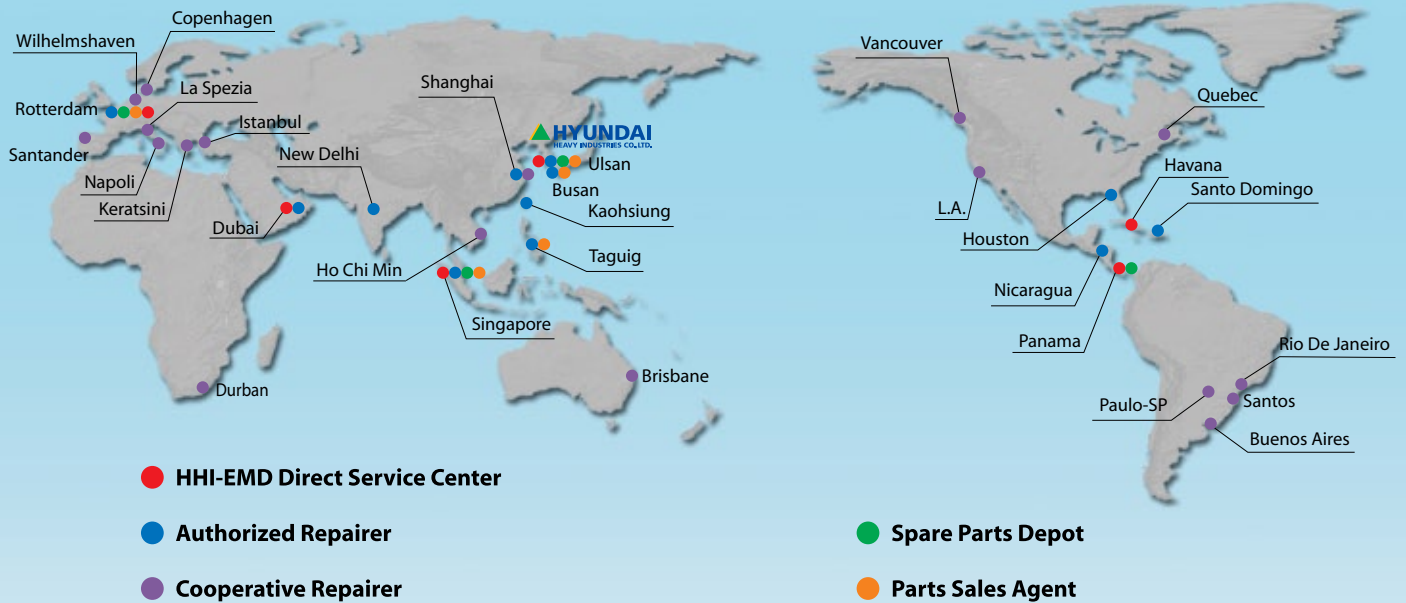 Copenhagen
Wilhelmshaven
La Spezia
Rotterdam
Istanbul
Santander
New Delhi
Napoli
Keratsini
Dubai
Shanghai
HYUNDAI
HEAVY INDUSTRIES CO.,LTD.
Ulsan
Busan
Kaohsiung
Taguig
Ho Chi Min
Singapore
Durban
Brisbane
Vancouver
Quebec
Havana
Santo Domingo
L.A.
Houston
Nicaragua
Panama
Rio De Janeiro
Paulo-SP
Santos
Buenos Aires
HHI-EMD Direct Service Center
Authorized Repairer
Cooperative Repairer
Spare Parts Depot
Parts Sales Agent